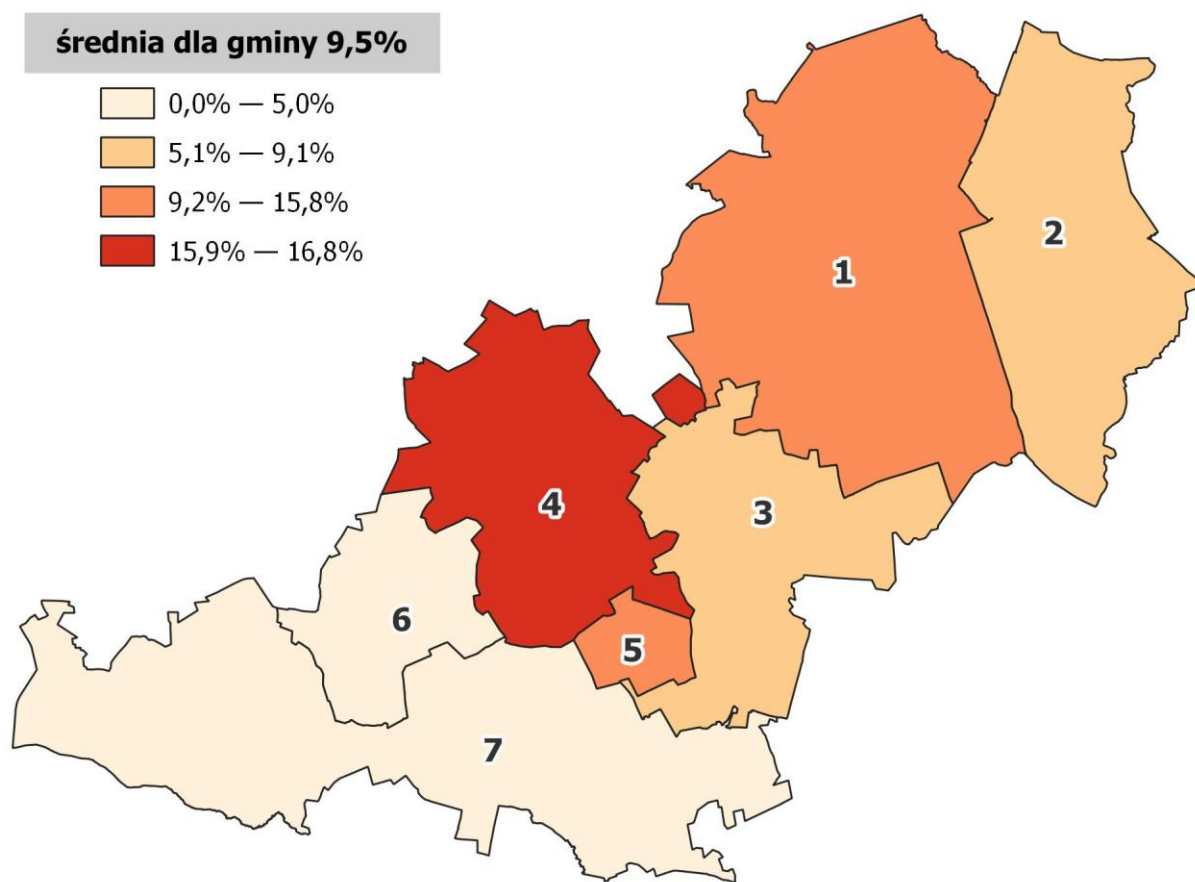 średnia dla gminy 9,5%
0,0% — 5,0%
5,1% — 9,1%
9,2% — 15,8%
15,9% — 16,8%
1
2
3
4
5
6
7